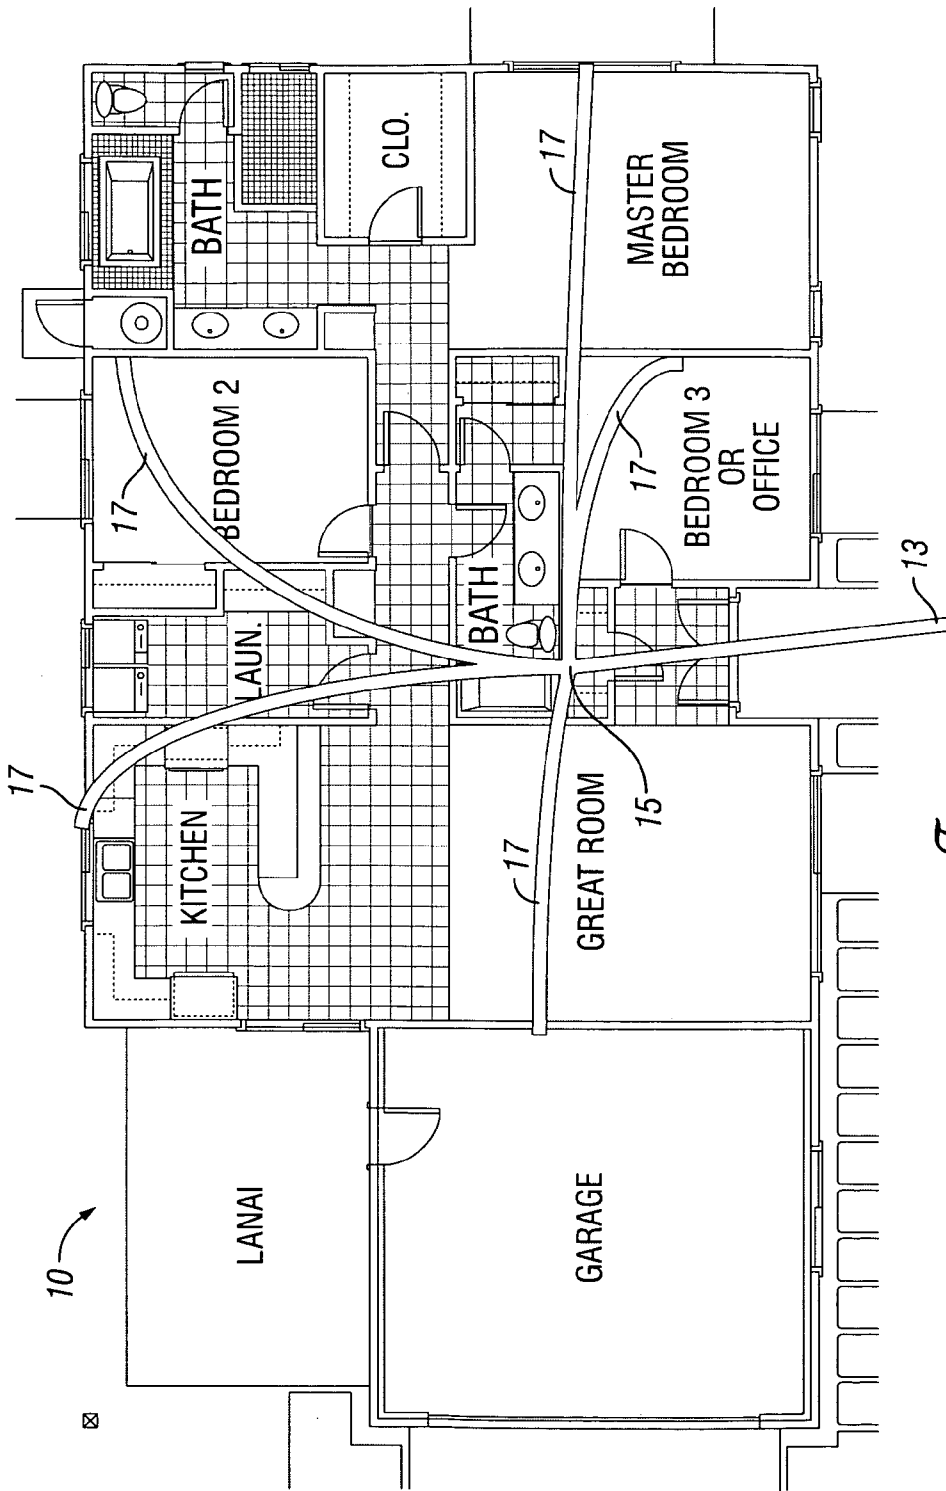 17
10
17
KITCHEN
BATH
BEDROOM 2
LANAI
LAUN.
CLO.
BATH
17
17
GARAGE
GREAT ROOM
17
15
MASTER
BEDROOM
BEDROOM 3
OR
OFFICE
13